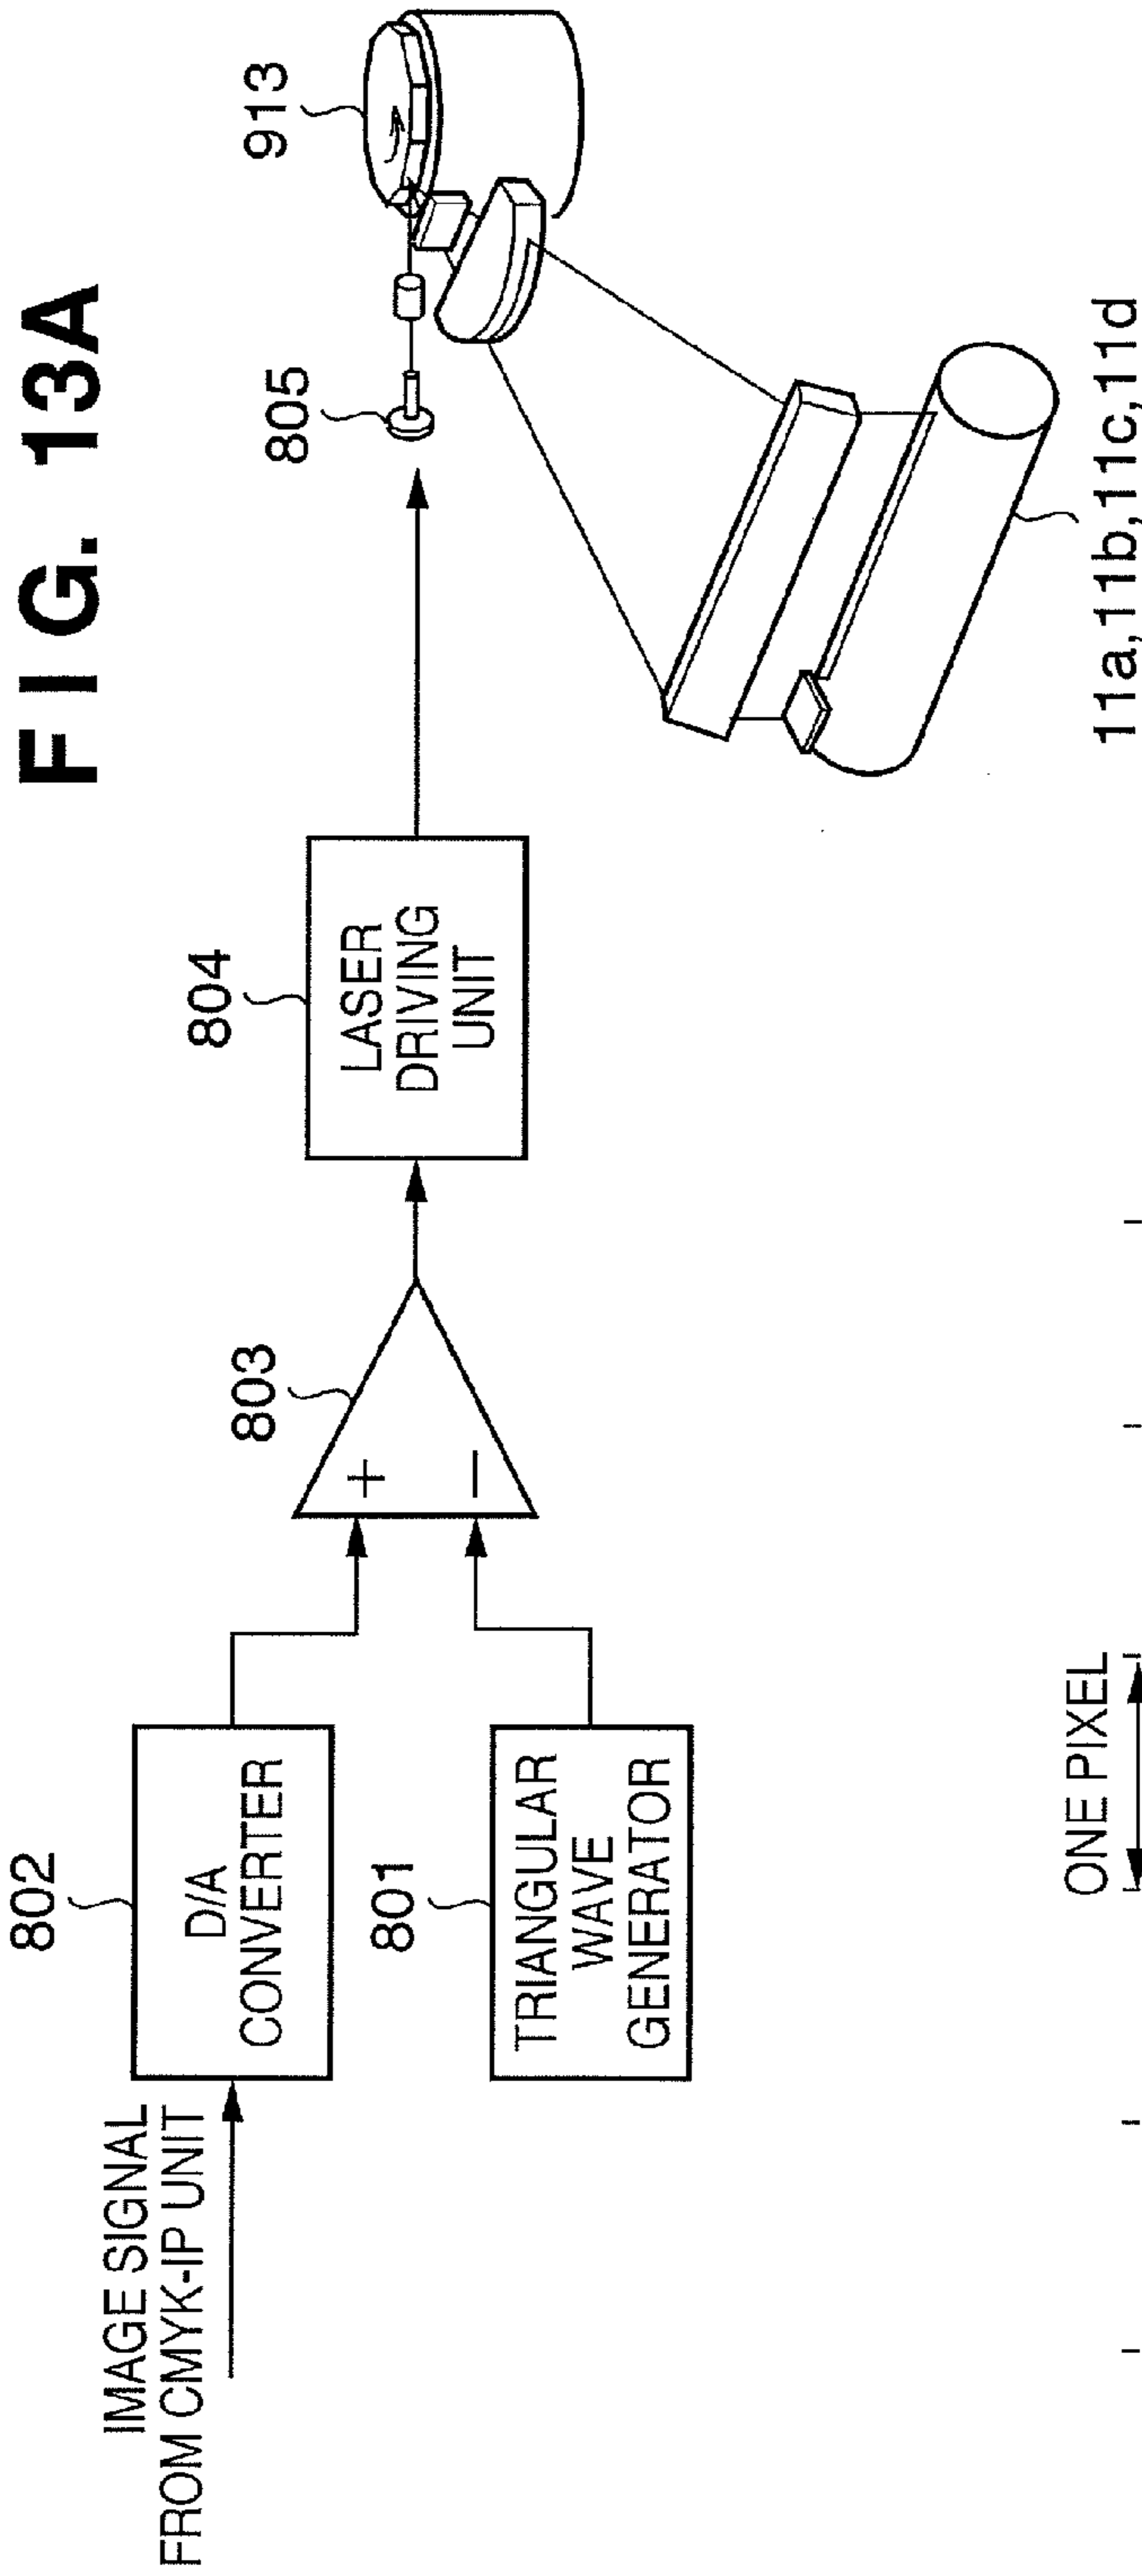 FIG. 13A
IMAGE SIGNAL
FROM CMYK-IP UNIT
802
D/A
CONVERTER
801
TRIANGULAR
WAVE
GENERATOR
803
+
−
804
LASER
DRIVING
UNIT
805
913
11a,11b,11c,11d
ONE PIXEL